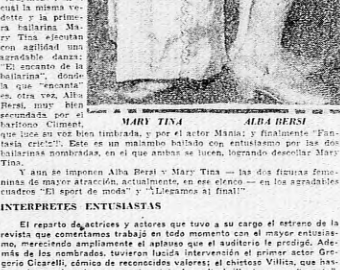 cual la misma ve-
dette y la prime-
ra bailarina Ma-
ry Tina ejecutan
con agilidad una
agradable danza;
"El encanto de la
bailarina", donde
la que "encanta"
es, otra vez, Alba
Bersi, muy bien
secundada por el
barítono Climent,
MARY TINA ALBA BERSI
que luce su voz bien timbrada, y por el actor Mania; y finalmente "Fan-
tasía". Este es un malambo bailado con entusiasmo por las dos
bailarinas nombradas, en el que ambas se lucen, logrando descollar Mary
Tina.
Y aun se imponen Alba Bersi y Mary Tina — las dos figuras feme-
ninas de mayor atracción, actualmente, en ese elenco — en los agradables
cuadros "El sport de moda" y "¡Llegamos al final!"
INTERPRETES ENTUSIASTAS
El reparto de actrices y actores que tuvo a su cargo el estreno de la
revista que comentamos trabajó en todo momento con el mayor entusias-
mo, mereciendo ampliamente el aplauso que el auditorio le prodigó. Ade-
más de los nombrados, tuvieron lucida intervención el primer actor Gre-
gorio Cicarelli, cómico de reconocidos valores; el chistoso Villita, que has-